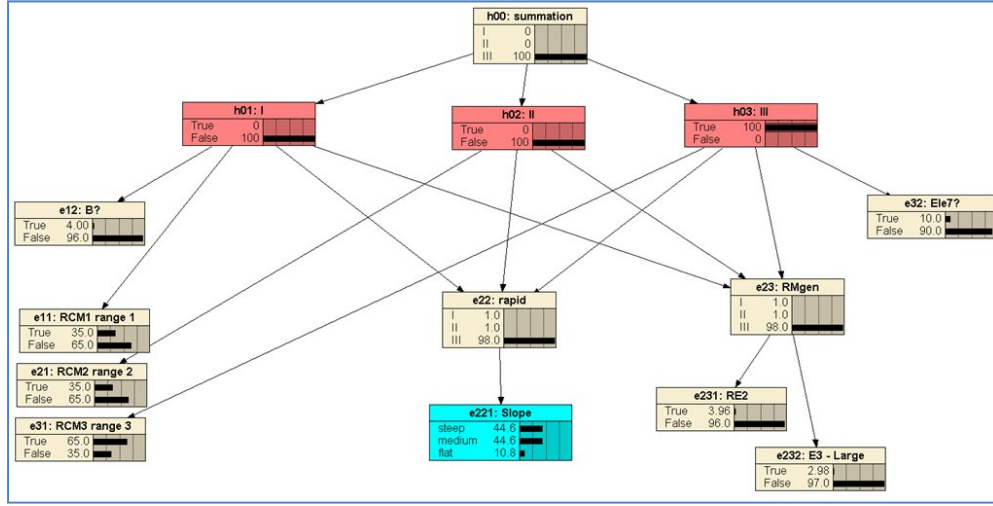 h00: summation
I 0
II 0
III 100
h01: I
True 0
False 100
h02: II
True 0
False 100
h03: III
True 100
False 0
e12: B?
True 4.00
False 96.0
e32: Ele7?
True 10.0
False 90.0
e11: RCM1 range 1
True 35.0
False 65.0
e22: rapid
I 1.0
II 1.0
III 98.0
e23: RMgen
I 1.0
II 1.0
III 98.0
e21: RCM2 range 2
True 35.0
False 65.0
e31: RCM3 range 3
True 65.0
False 35.0
e221: Slope
steep 44.6
medium 44.6
flat 10.8
e231: RE2
True 3.96
False 96.0
e232: E3 - Large
True 2.98
False 97.0